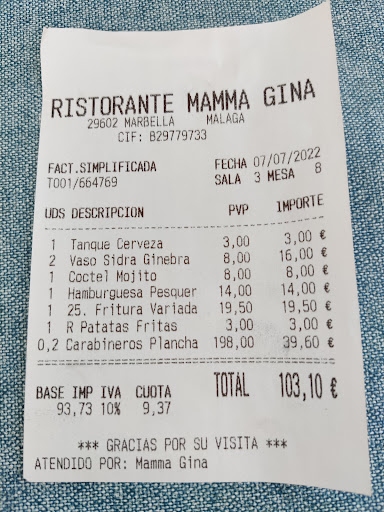 RISTORANTE MAMMA GINA
29602 MARBELLA MALAGA
CIF: B29779733
FACT.SIMPLIFICADA FECHA 07/07/2022
T001/664769 SALA 3 MESA 8
UDS DESCRIPCION PVP IMPORTE
1 Tanque Cerveza 3,00 3,00 €
2 Vaso Sidra Ginebra 8,00 16,00 €
1 Coctel Mojito 8,00 8,00 €
1 Hamburguesa Pesquer 14,00 14,00 €
1 25. Fritura Variada 19,50 19,50 €
1 R Patatas Fritas 3,00 3,00 €
0,2 Carabineros Plancha 198,00 39,60 €
BASE IMP IVA CUOTA TOTAL 103,10 €
93,73 10% 9,37
*** GRACIAS POR SU VISITA ***
ATENDIDO POR: Mamma Gina